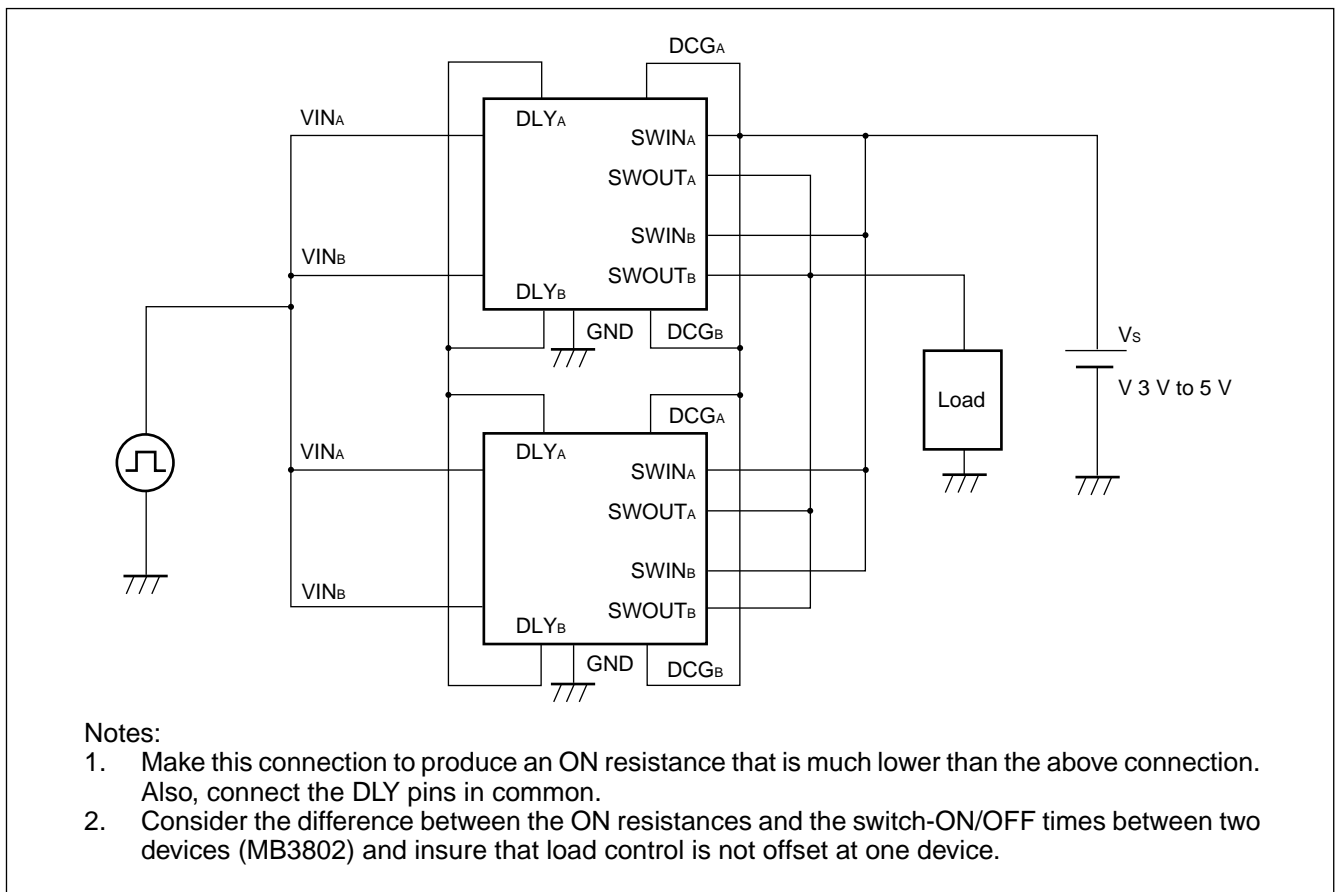 DCGA
VINA
DLYA
SWINA
SWOUTA
SWINB
VINB
SWOUTB
DLYB
GND
DCGB
VS
V 3 V to 5 V
Load
DCGA
VINA
DLYA
SWINA
SWOUTA
SWINB
VINB
SWOUTB
DLYB
GND
DCGB
Notes:
1. Make this connection to produce an ON resistance that is much lower than the above connection.
Also, connect the DLY pins in common.
2. Consider the difference between the ON resistances and the switch-ON/OFF times between two
devices (MB3802) and insure that load control is not offset at one device.